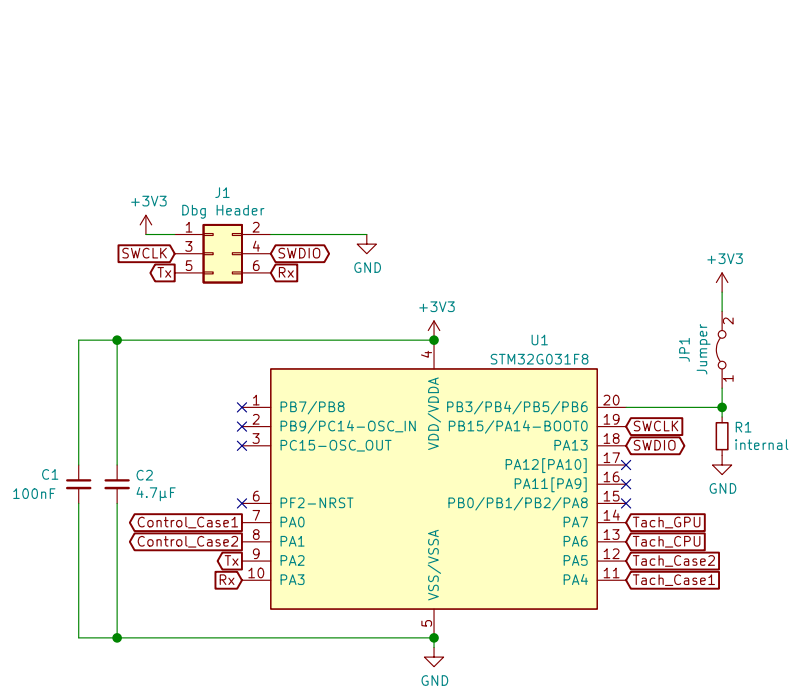 J1
+3V3
Dbg Header
1
2
SWCLK
3
4
SWDIO
Tx
5
6
Rx
GND
+3V3
2
JP1
Jumper
1
+3V3
4
U1
STM32G031F8
VDD/VDDA
1
PB7/PB8
PB3/PB4/PB5/PB6
20
2
PB9/PC14-OSC_IN
PB15/PA14-BOOT0
19
SWCLK
3
PC15-OSC_OUT
PA13
18
SWDIO
PA12[PA10]
17
PA11[PA9]
16
6
PF2-NRST
PB0/PB1/PB2/PA8
15
Control_Case1
7
PA0
PA7
14
Tach_GPU
Control_Case2
8
PA1
PA6
13
Tach_CPU
Tx
9
PA2
PA5
12
Tach_Case2
Rx
10
PA3
PA4
11
Tach_Case1
VSS/VSSA
5
GND
R1
internal
GND
C1
100nF
C2
4.7µF